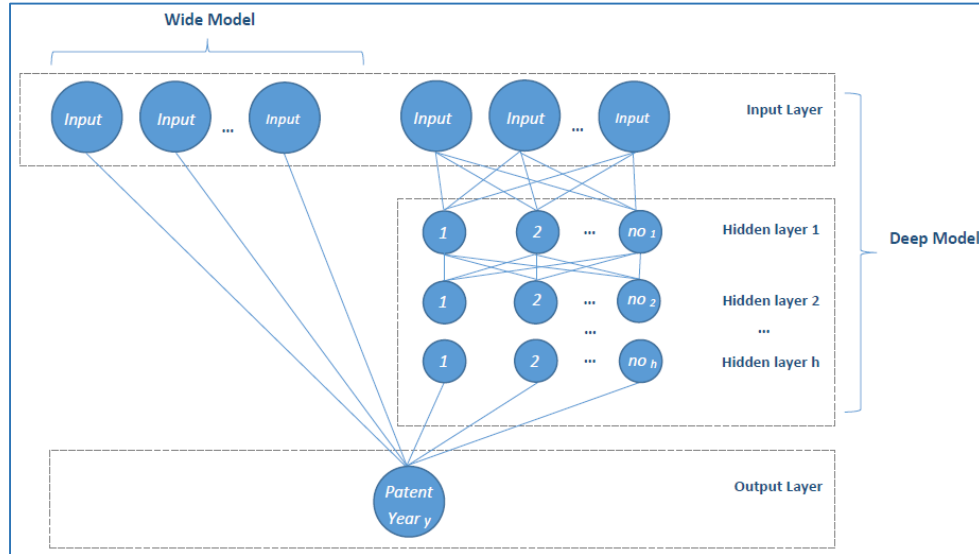 Wide Model
Input Input ... Input Input Input ... Input Input Layer
1 2 ... no 1 Hidden layer 1
Deep Model
1 2 ... no 2 Hidden layer 2
... ...
1 2 ... no h Hidden layer h
Patent
Year y
Output Layer